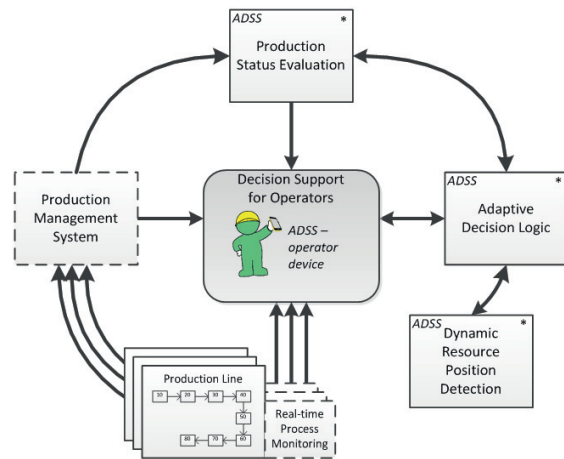 ADSS *
Production
Status Evaluation
Production
Management
System
Decision Support
for Operators
ADSS –
operator
device
ADSS *
Adaptive
Decision Logic
ADSS *
Dynamic
Resource
Position
Detection
Production Line
10 20 30 40
50
80 70 60
Real-time
Process
Monitoring